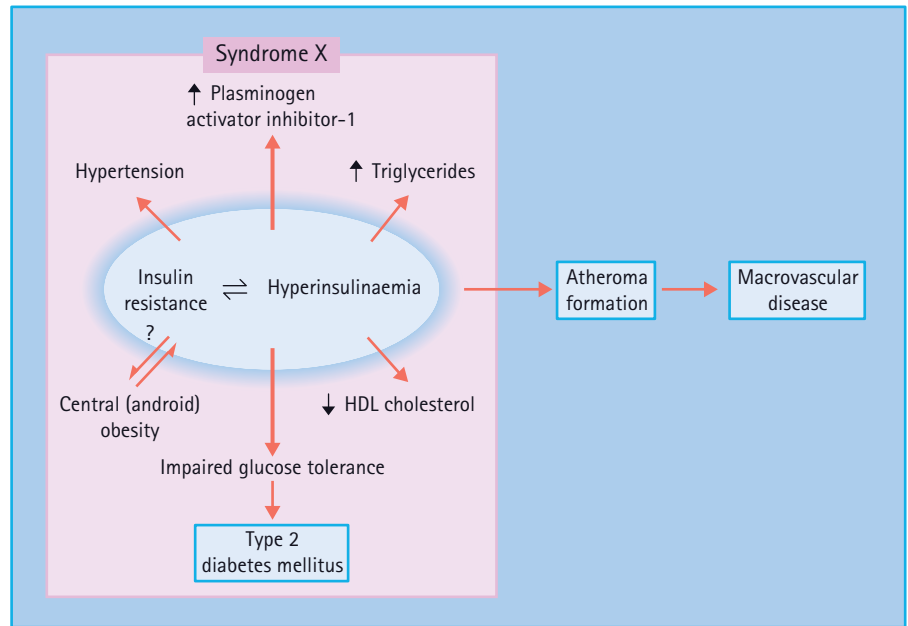 Syndrome X
↑ Plasminogen
activator inhibitor-1
Hypertension
↑ Triglycerides
Insulin
resistance
⇌ Hyperinsulinaemia
?
Central (android)
obesity
↓ HDL cholesterol
Impaired glucose tolerance
Type 2
diabetes mellitus
Atheroma
formation
Macrovascular
disease